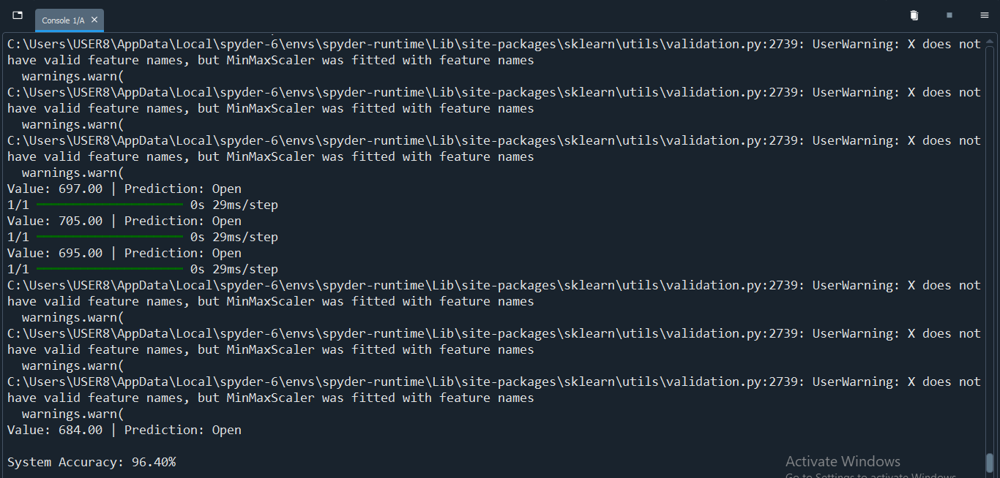 Console 1/A
C:\Users\USER8\AppData\Local\spyder-6\envs\spyder-runtime\Lib\site-packages\sklearn\utils\validation.py:2739: UserWarning: X does not
have valid feature names, but MinMaxScaler was fitted with feature names
  warnings.warn(
C:\Users\USER8\AppData\Local\spyder-6\envs\spyder-runtime\Lib\site-packages\sklearn\utils\validation.py:2739: UserWarning: X does not
have valid feature names, but MinMaxScaler was fitted with feature names
  warnings.warn(
C:\Users\USER8\AppData\Local\spyder-6\envs\spyder-runtime\Lib\site-packages\sklearn\utils\validation.py:2739: UserWarning: X does not
have valid feature names, but MinMaxScaler was fitted with feature names
  warnings.warn(
Value: 697.00 | Prediction: Open
1/1 0s 29ms/step
Value: 705.00 | Prediction: Open
1/1 0s 29ms/step
Value: 695.00 | Prediction: Open
1/1 0s 29ms/step
C:\Users\USER8\AppData\Local\spyder-6\envs\spyder-runtime\Lib\site-packages\sklearn\utils\validation.py:2739: UserWarning: X does not
have valid feature names, but MinMaxScaler was fitted with feature names
  warnings.warn(
C:\Users\USER8\AppData\Local\spyder-6\envs\spyder-runtime\Lib\site-packages\sklearn\utils\validation.py:2739: UserWarning: X does not
have valid feature names, but MinMaxScaler was fitted with feature names
  warnings.warn(
C:\Users\USER8\AppData\Local\spyder-6\envs\spyder-runtime\Lib\site-packages\sklearn\utils\validation.py:2739: UserWarning: X does not
have valid feature names, but MinMaxScaler was fitted with feature names
  warnings.warn(
Value: 684.00 | Prediction: Open
System Accuracy: 96.40%
Activate Windows
Go to Settings to activate Windows.